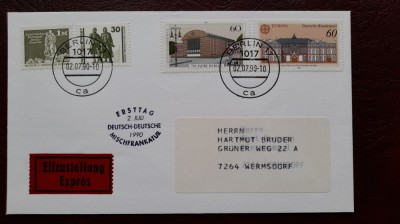 1 M
30
60
60
Deutsche Bundespost
BERLIN
1017
02.07.90-10
ca
BERLIN
1017
02.07.90-10
ca
ERSTTAG
2. JULI
DEUTSCH-DEUTSCHE
1990
MISCHFRANKATUR
HERRN
HARTMUT BRUDER
GRÜNER WEG 22 A
7264 WERMSDORF
Eilzustellung
Exprès